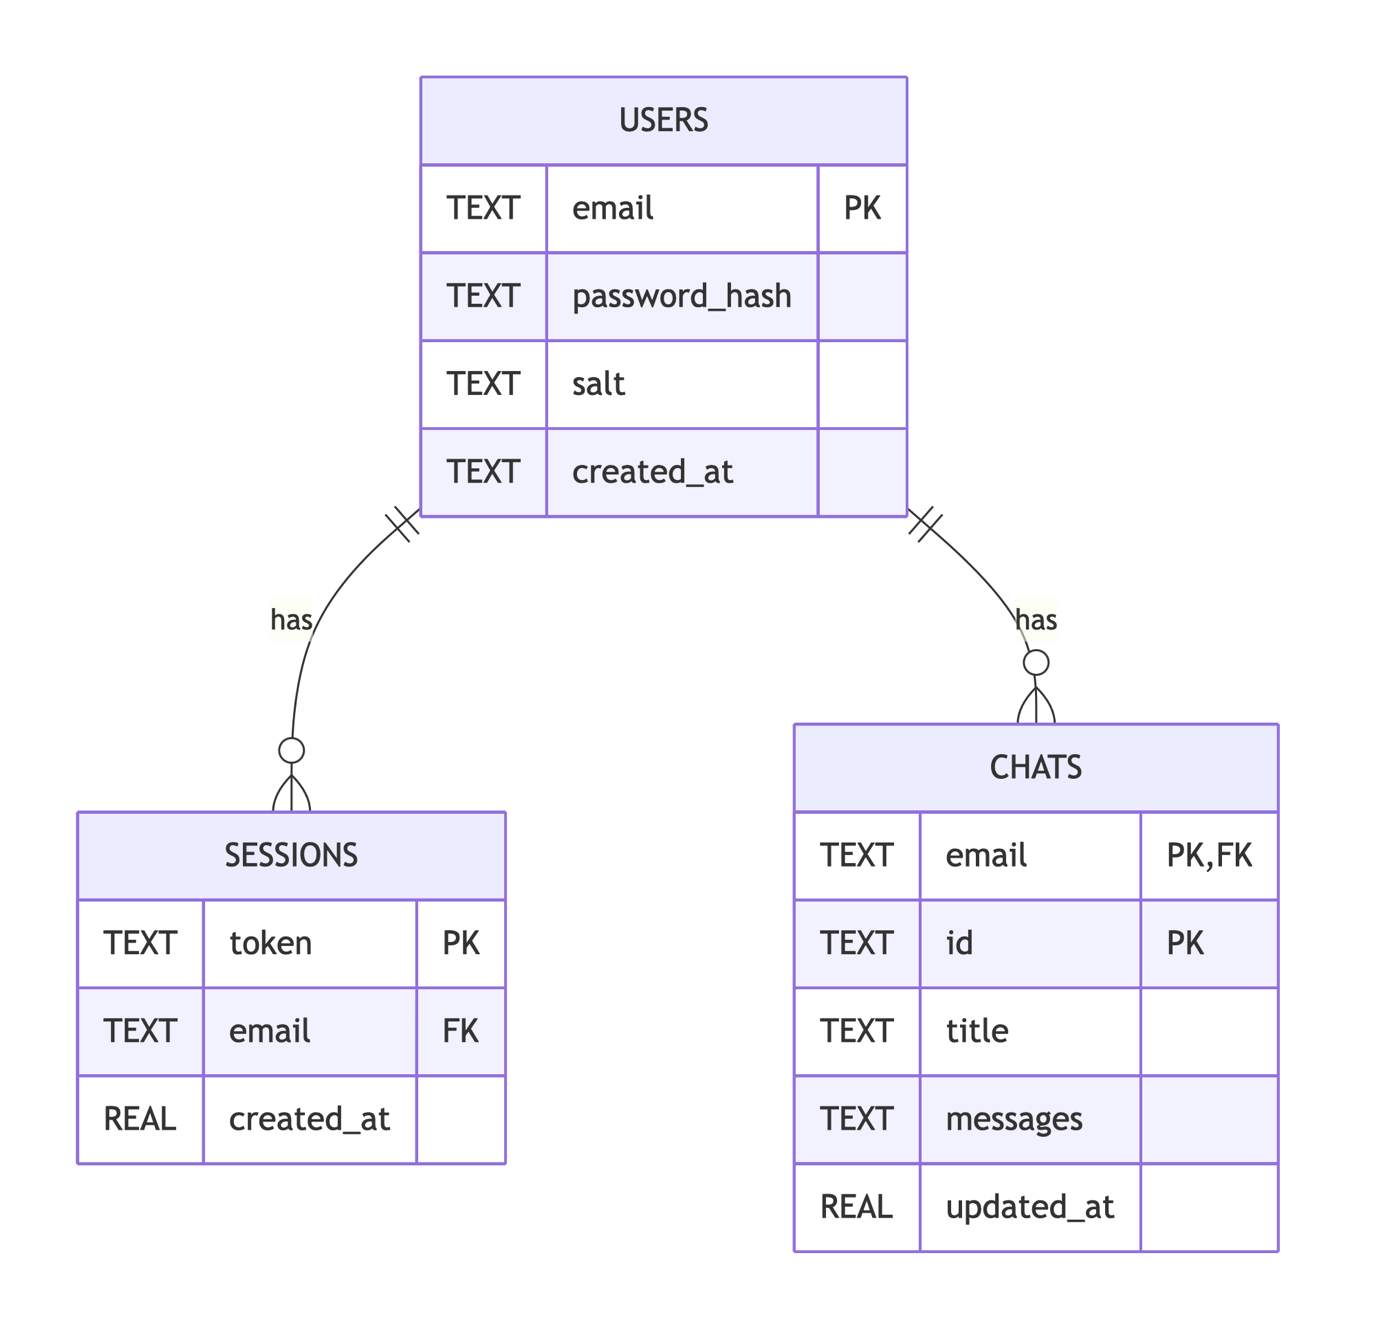 USERS
TEXT email PK
TEXT password_hash
TEXT salt
TEXT created_at
has
has
SESSIONS
TEXT token PK
TEXT email FK
REAL created_at
CHATS
TEXT email PK,FK
TEXT id PK
TEXT title
TEXT messages
REAL updated_at